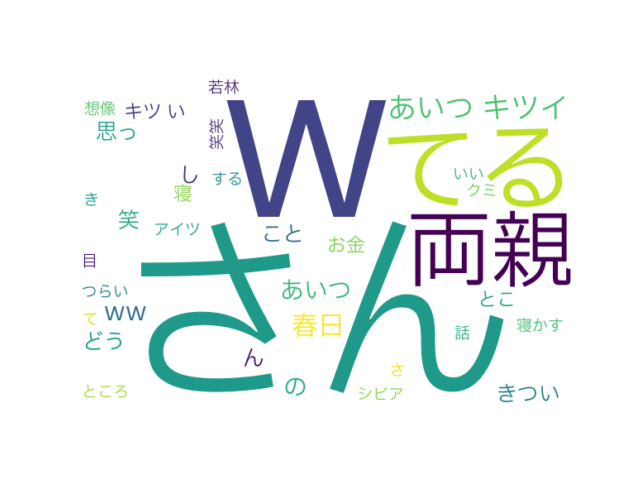 若林
想像
キツ い
あいつ キツイ
思っ
笑笑
w
てる
いい
クミ
し
する
寝
き
笑
アイツ
こと
お金
両親
目
さん
つらい
ww
あいつ
とこ
て
春日
どう
寝かす
話
ん
さ
ところ
の
シビア
きつい